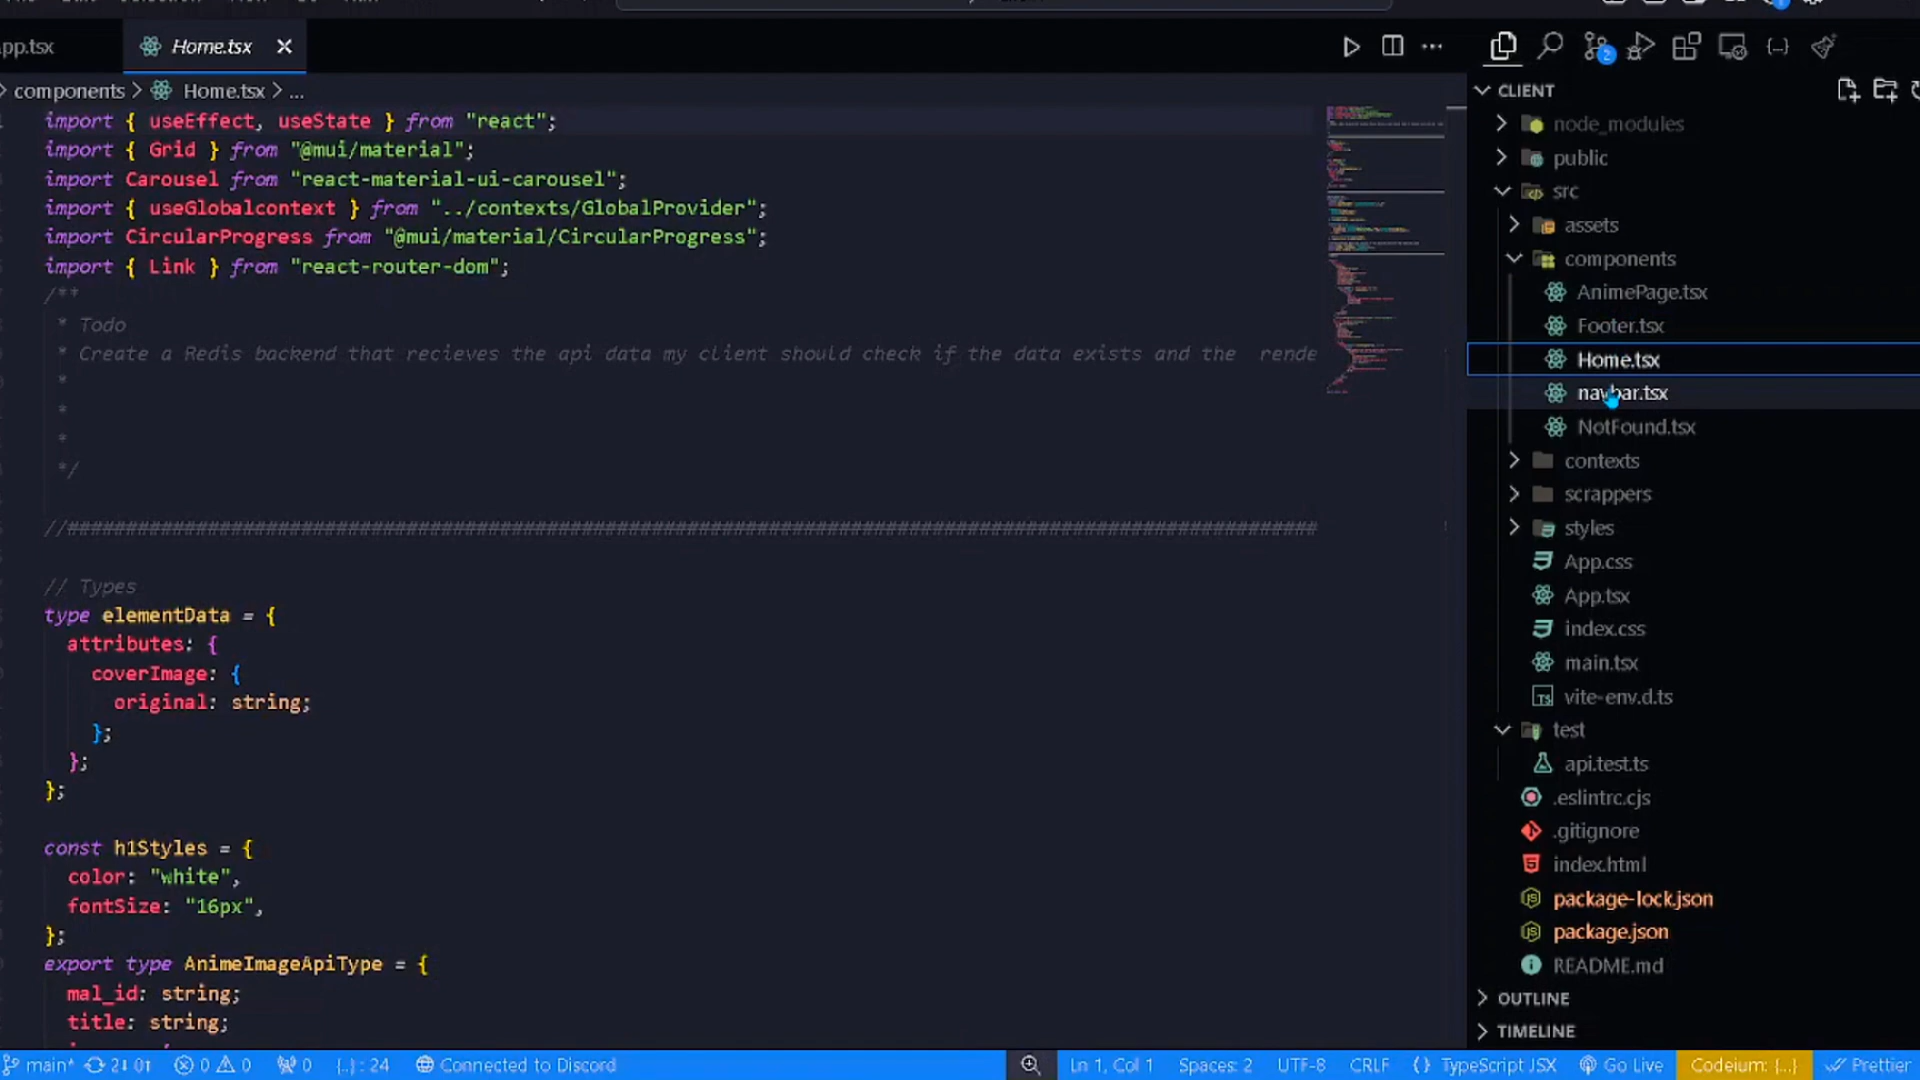 pp.tsx
Home.tsx
components > Home.tsx > ...
import { useEffect, useState } from "react";
import { Grid } from "@mui/material";
import Carousel from "react-material-ui-carousel";
import { useGlobalcontext } from "../contexts/GlobalProvider";
import CircularProgress from "@mui/material/CircularProgress";
import { Link } from "react-router-dom";
/**
* Todo
* Create a Redis backend that recieves the api data my client should check if the data exists and the  rende
*
*
*
*/
//##########################################################################################################
// Types
type elementData = {
attributes: {
coverImage: {
original: string;
};
};
};
const h1Styles = {
color: "white",
fontSize: "16px",
};
export type AnimeImageApiType = {
mal_id: string;
title: string;
2
CLIENT
node_modules
public
src
assets
components
AnimePage.tsx
Footer.tsx
Home.tsx
navbar.tsx
NotFound.tsx
contexts
scrappers
styles
App.css
App.tsx
index.css
main.tsx
vite-env.d.ts
test
api.test.ts
.eslintrc.cjs
.gitignore
index.html
package-lock.json
package.json
README.md
OUTLINE
TIMELINE
main* 2↓ 0↑ 0 0 0 {..} : 24 Connected to Discord Ln 1, Col 1 Spaces: 2 UTF-8 CRLF {} TypeScript JSX Go Live Codeium: {...} Prettier